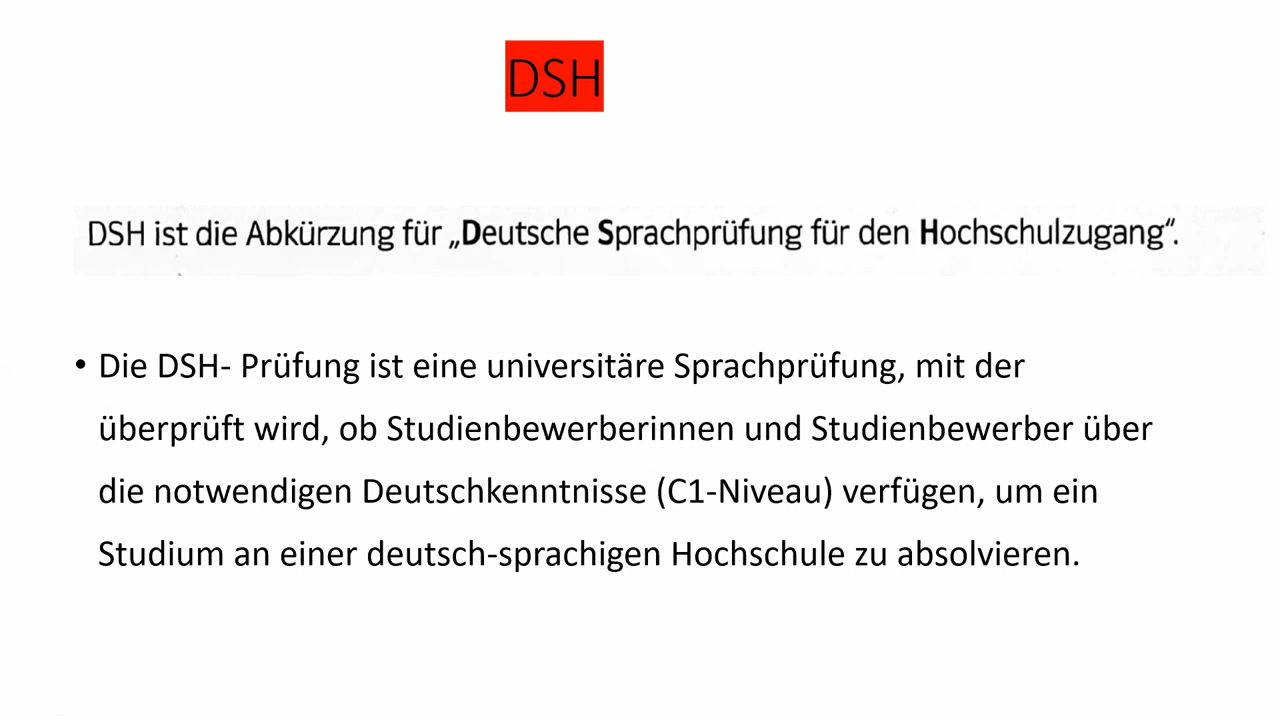 DSH
DSH ist die Abkürzung für „Deutsche Sprachprüfung für den Hochschulzugang“.
• Die DSH- Prüfung ist eine universitäre Sprachprüfung, mit der
überprüft wird, ob Studienbewerberinnen und Studienbewerber über
die notwendigen Deutschkenntnisse (C1-Niveau) verfügen, um ein
Studium an einer deutsch-sprachigen Hochschule zu absolvieren.